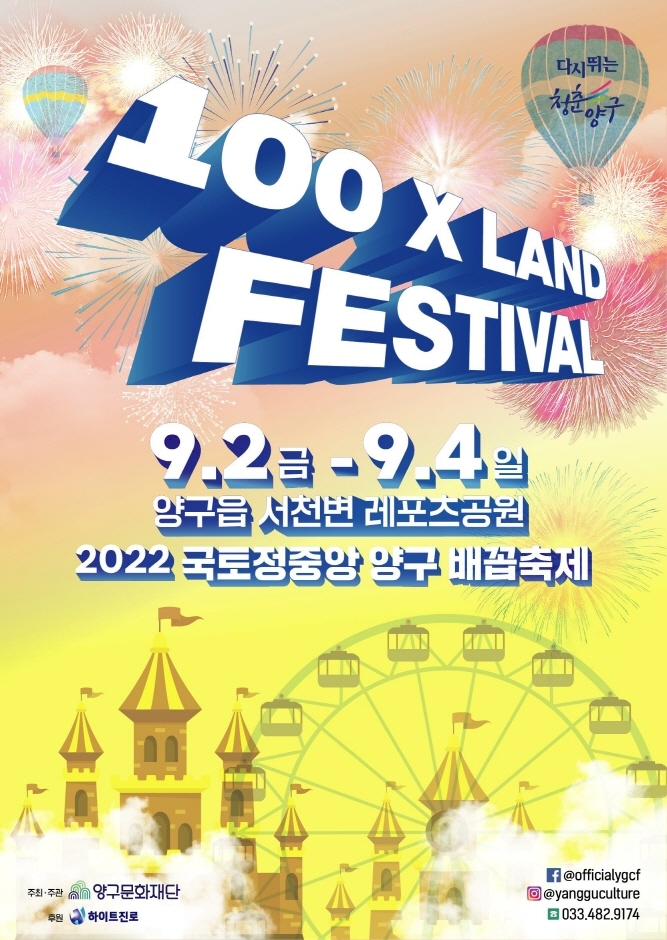 다시뛰는
청춘양구
100 X LAND
FESTIVAL
9.2금 - 9.4일
양구읍 서천변 레포츠공원
2022 국토정중앙 양구 배꼽축제
주최·주관 양구문화재단
후원 하이트진로
@officialygcf
@yangguculture
033.482.9174